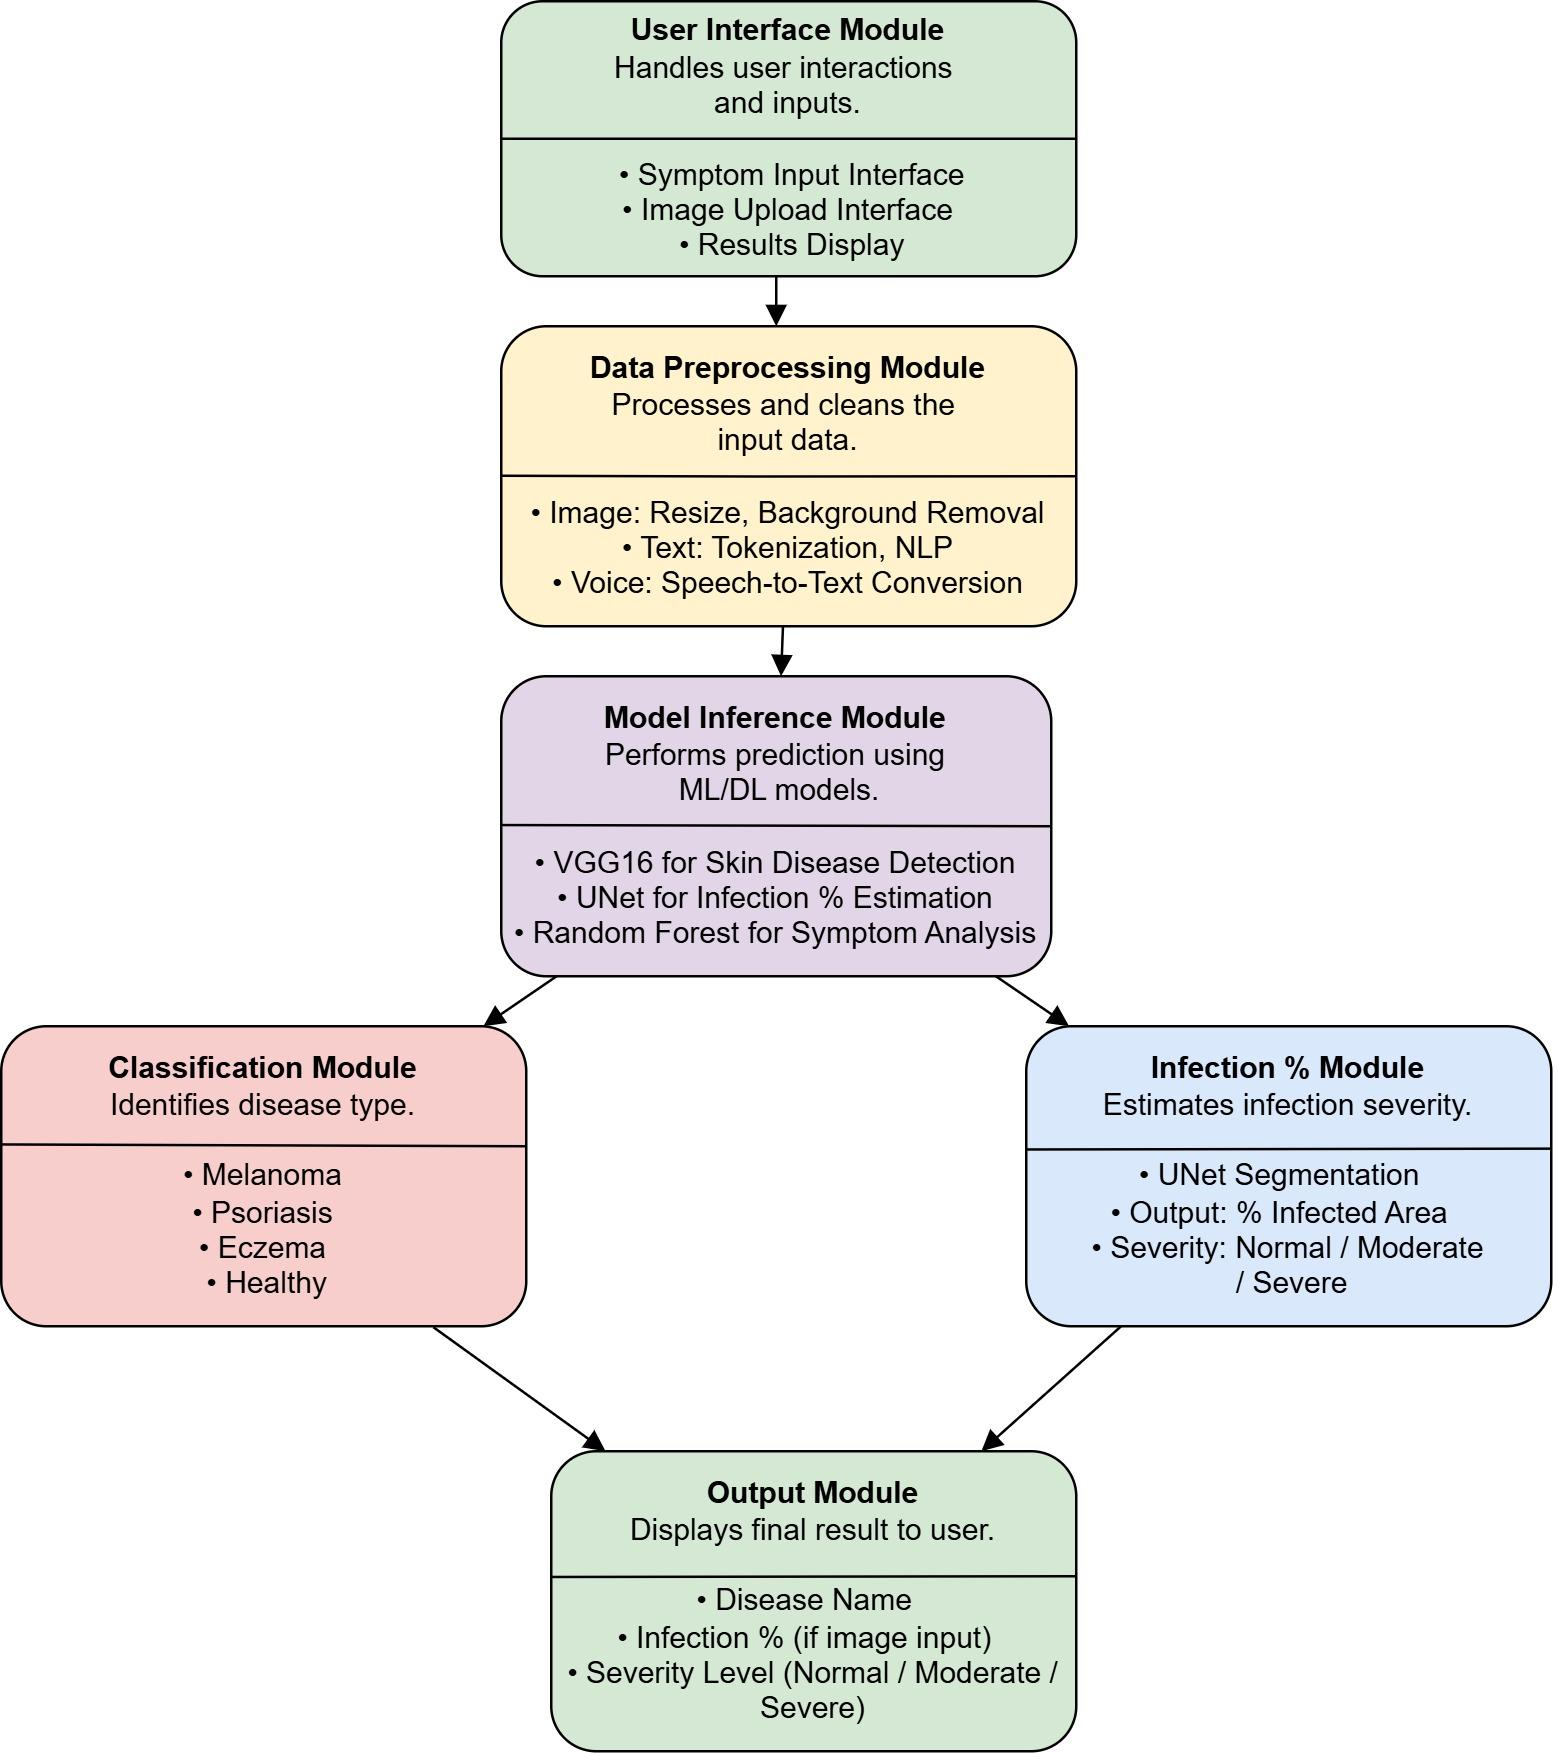 User Interface Module
Handles user interactions
and inputs.
• Symptom Input Interface
• Image Upload Interface
• Results Display
Data Preprocessing Module
Processes and cleans the
input data.
• Image: Resize, Background Removal
• Text: Tokenization, NLP
• Voice: Speech-to-Text Conversion
Model Inference Module
Performs prediction using
ML/DL models.
• VGG16 for Skin Disease Detection
• UNet for Infection % Estimation
• Random Forest for Symptom Analysis
Classification Module
Identifies disease type.
• Melanoma
• Psoriasis
• Eczema
• Healthy
Infection % Module
Estimates infection severity.
• UNet Segmentation
• Output: % Infected Area
• Severity: Normal / Moderate
/ Severe
Output Module
Displays final result to user.
• Disease Name
• Infection % (if image input)
• Severity Level (Normal / Moderate /
Severe)